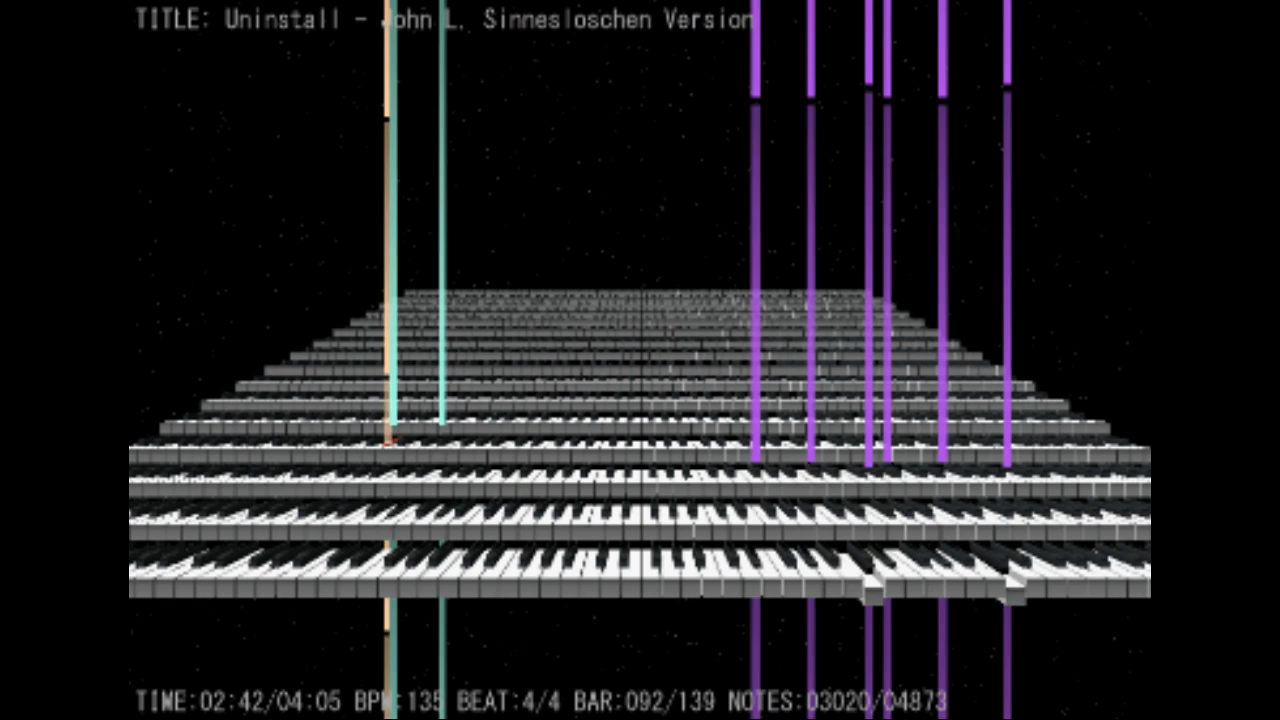 TITLE: Uninstall - John L. Sinnesloschen Version
TIME:02:42/04:05 BPM:135 BEAT:4/4 BAR:092/139 NOTES:03020/04873